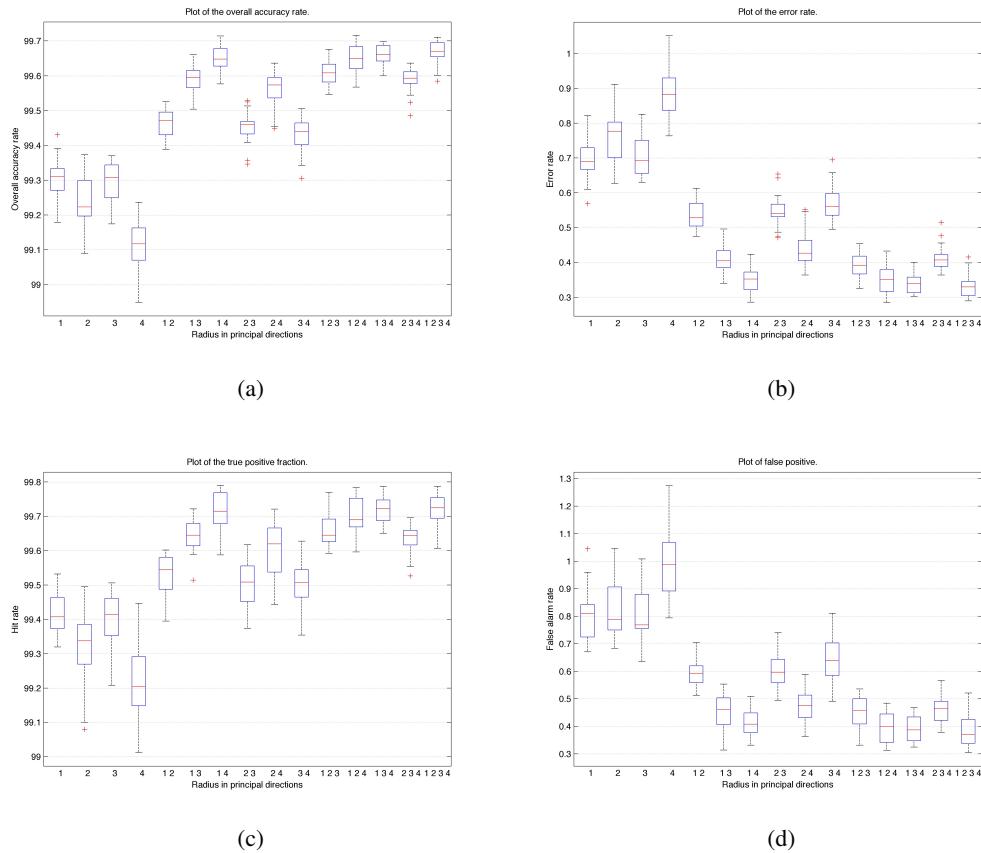 Plot of the overall accuracy rate.
99.7
99.6
99.5
99.4
99.3
99.2
99.1
99
Overall accuracy rate
1 2 3 4 1 2 1 3 1 4 2 3 2 4 3 4 1 2 3 1 2 4 1 3 4 2 3 4 1 2 3 4
Radius in principal directions
(a)
Plot of the error rate.
1
0.9
0.8
0.7
0.6
0.5
0.4
0.3
Error rate
1 2 3 4 1 2 1 3 1 4 2 3 2 4 3 4 1 2 3 1 2 4 1 3 4 2 3 4 1 2 3 4
Radius in principal directions
(b)
Plot of the true positive fraction.
99.8
99.7
99.6
99.5
99.4
99.3
99.2
99.1
99
Hit rate
1 2 3 4 1 2 1 3 1 4 2 3 2 4 3 4 1 2 3 1 2 4 1 3 4 2 3 4 1 2 3 4
Radius in principal directions
(c)
Plot of false positive.
1.3
1.2
1.1
1
0.9
0.8
0.7
0.6
0.5
0.4
0.3
False alarm rate
1 2 3 4 1 2 1 3 1 4 2 3 2 4 3 4 1 2 3 1 2 4 1 3 4 2 3 4 1 2 3 4
Radius in principal directions
(d)